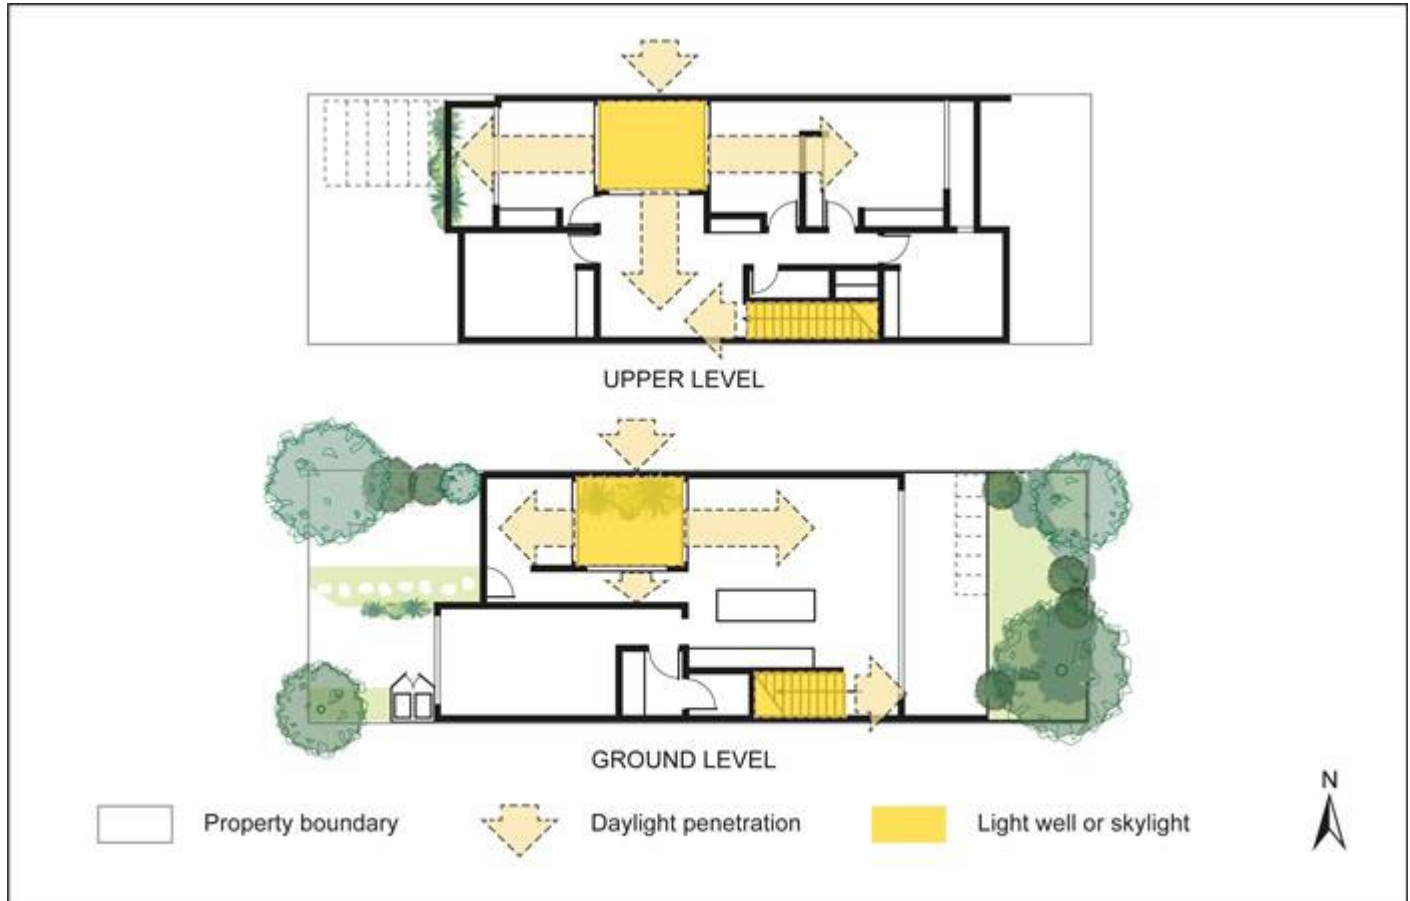 UPPER LEVEL
GROUND LEVEL
Property boundary
Daylight penetration
Light well or skylight
N